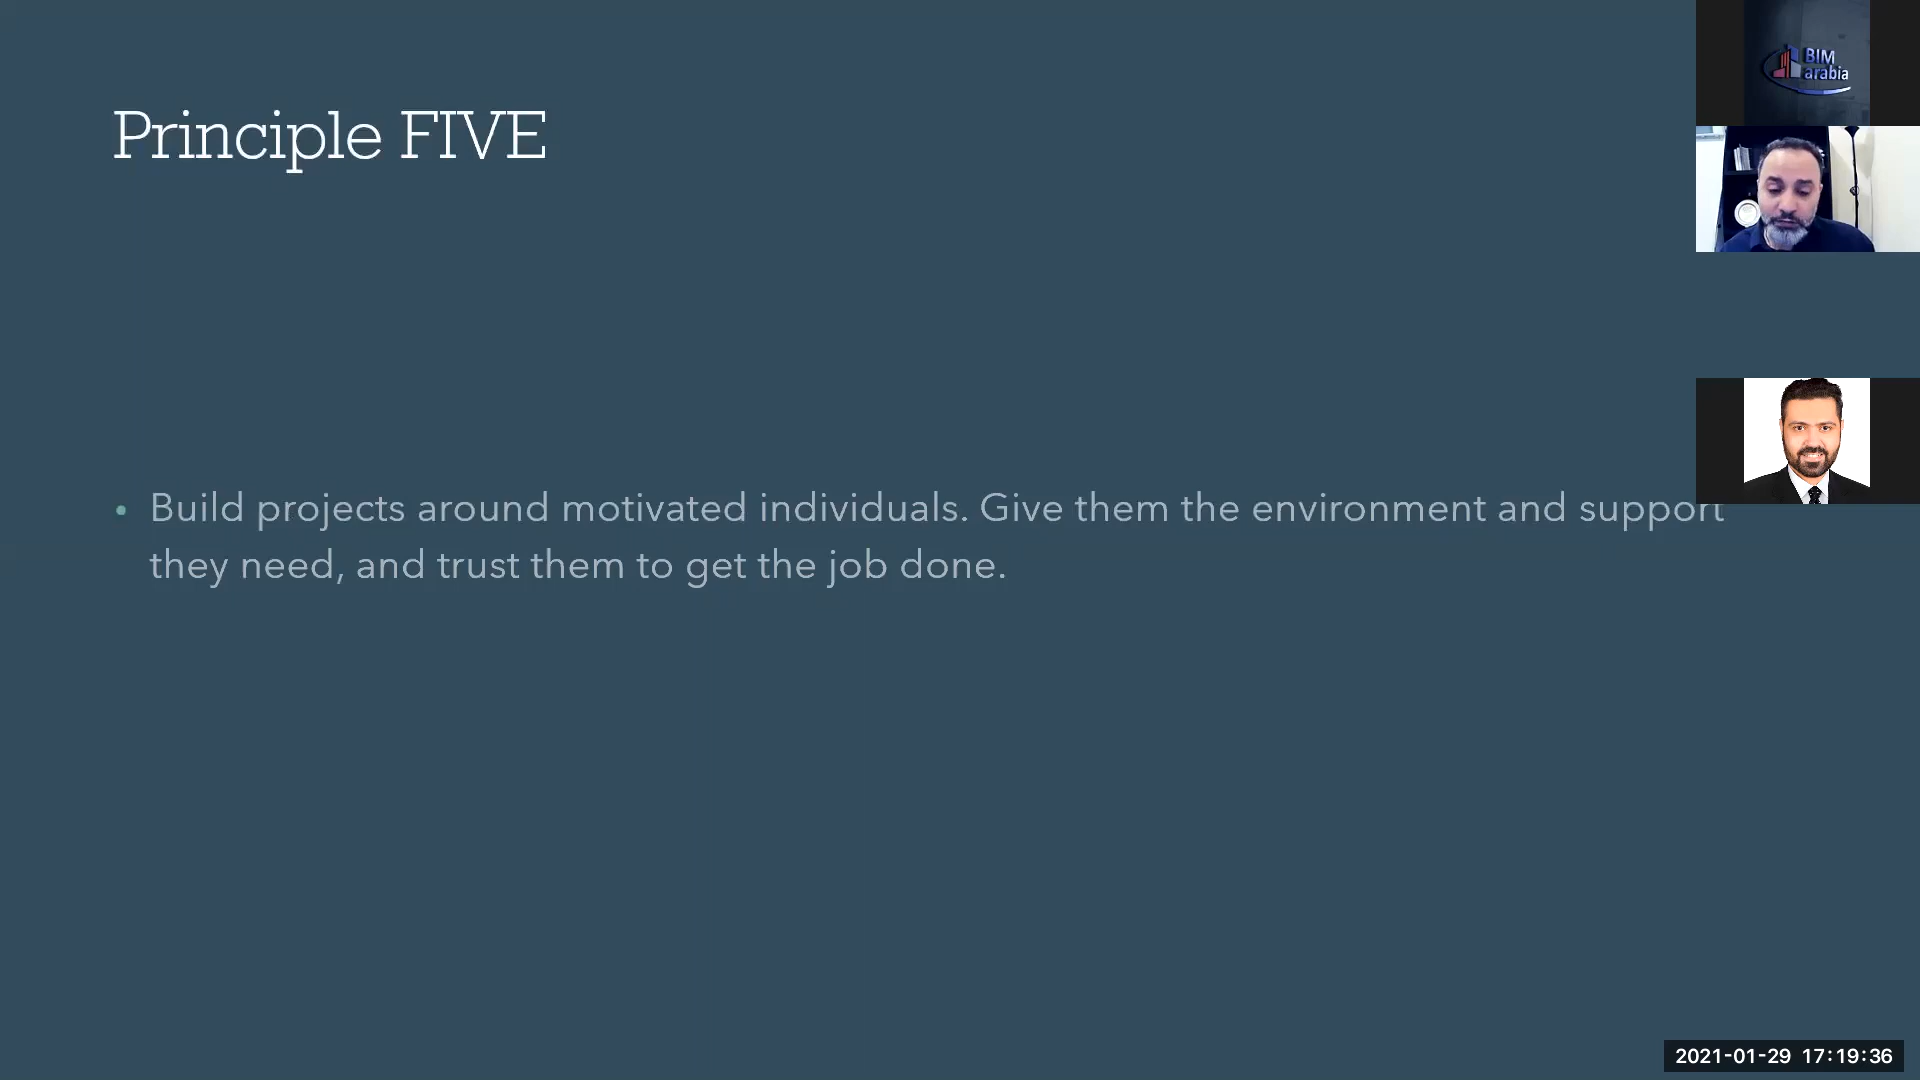 Principle FIVE
• Build projects around motivated individuals. Give them the environment and support
they need, and trust them to get the job done.
BIM
arabia
2021-01-29 17:19:36